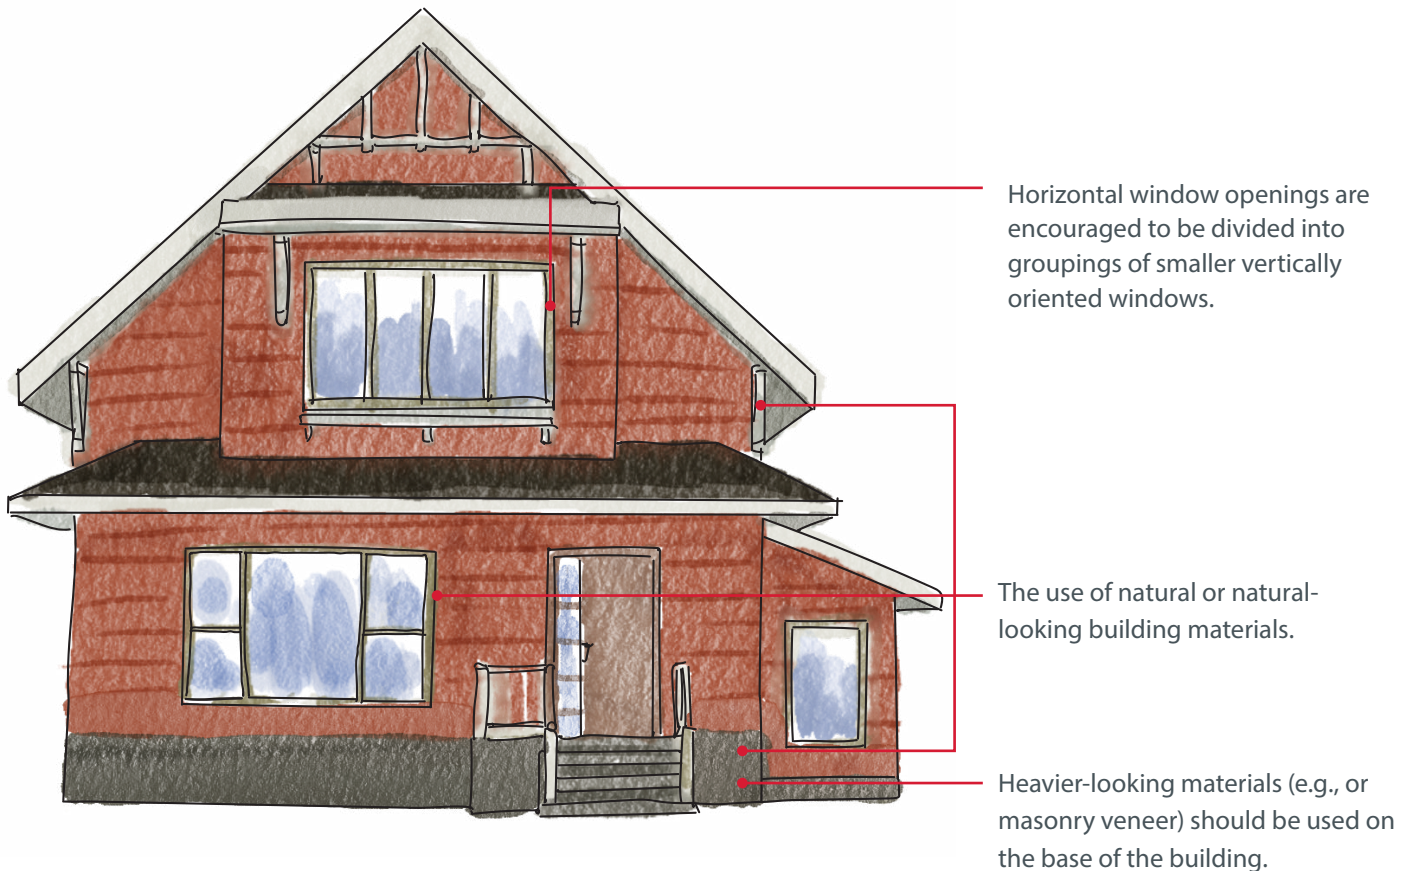 Horizontal window openings are
encouraged to be divided into
groupings of smaller vertically
oriented windows.
The use of natural or natural-
looking building materials.
Heavier-looking materials (e.g., or
masonry veneer) should be used on
the base of the building.